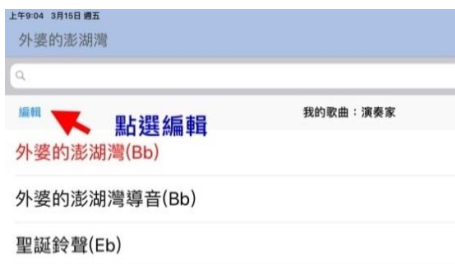 上午9:04 3月15日 週五
外婆的澎湖灣
編輯 我的歌曲：演奏家
點選編輯
外婆的澎湖灣(Bb)
外婆的澎湖灣導音(Bb)
聖誕鈴聲(Eb)